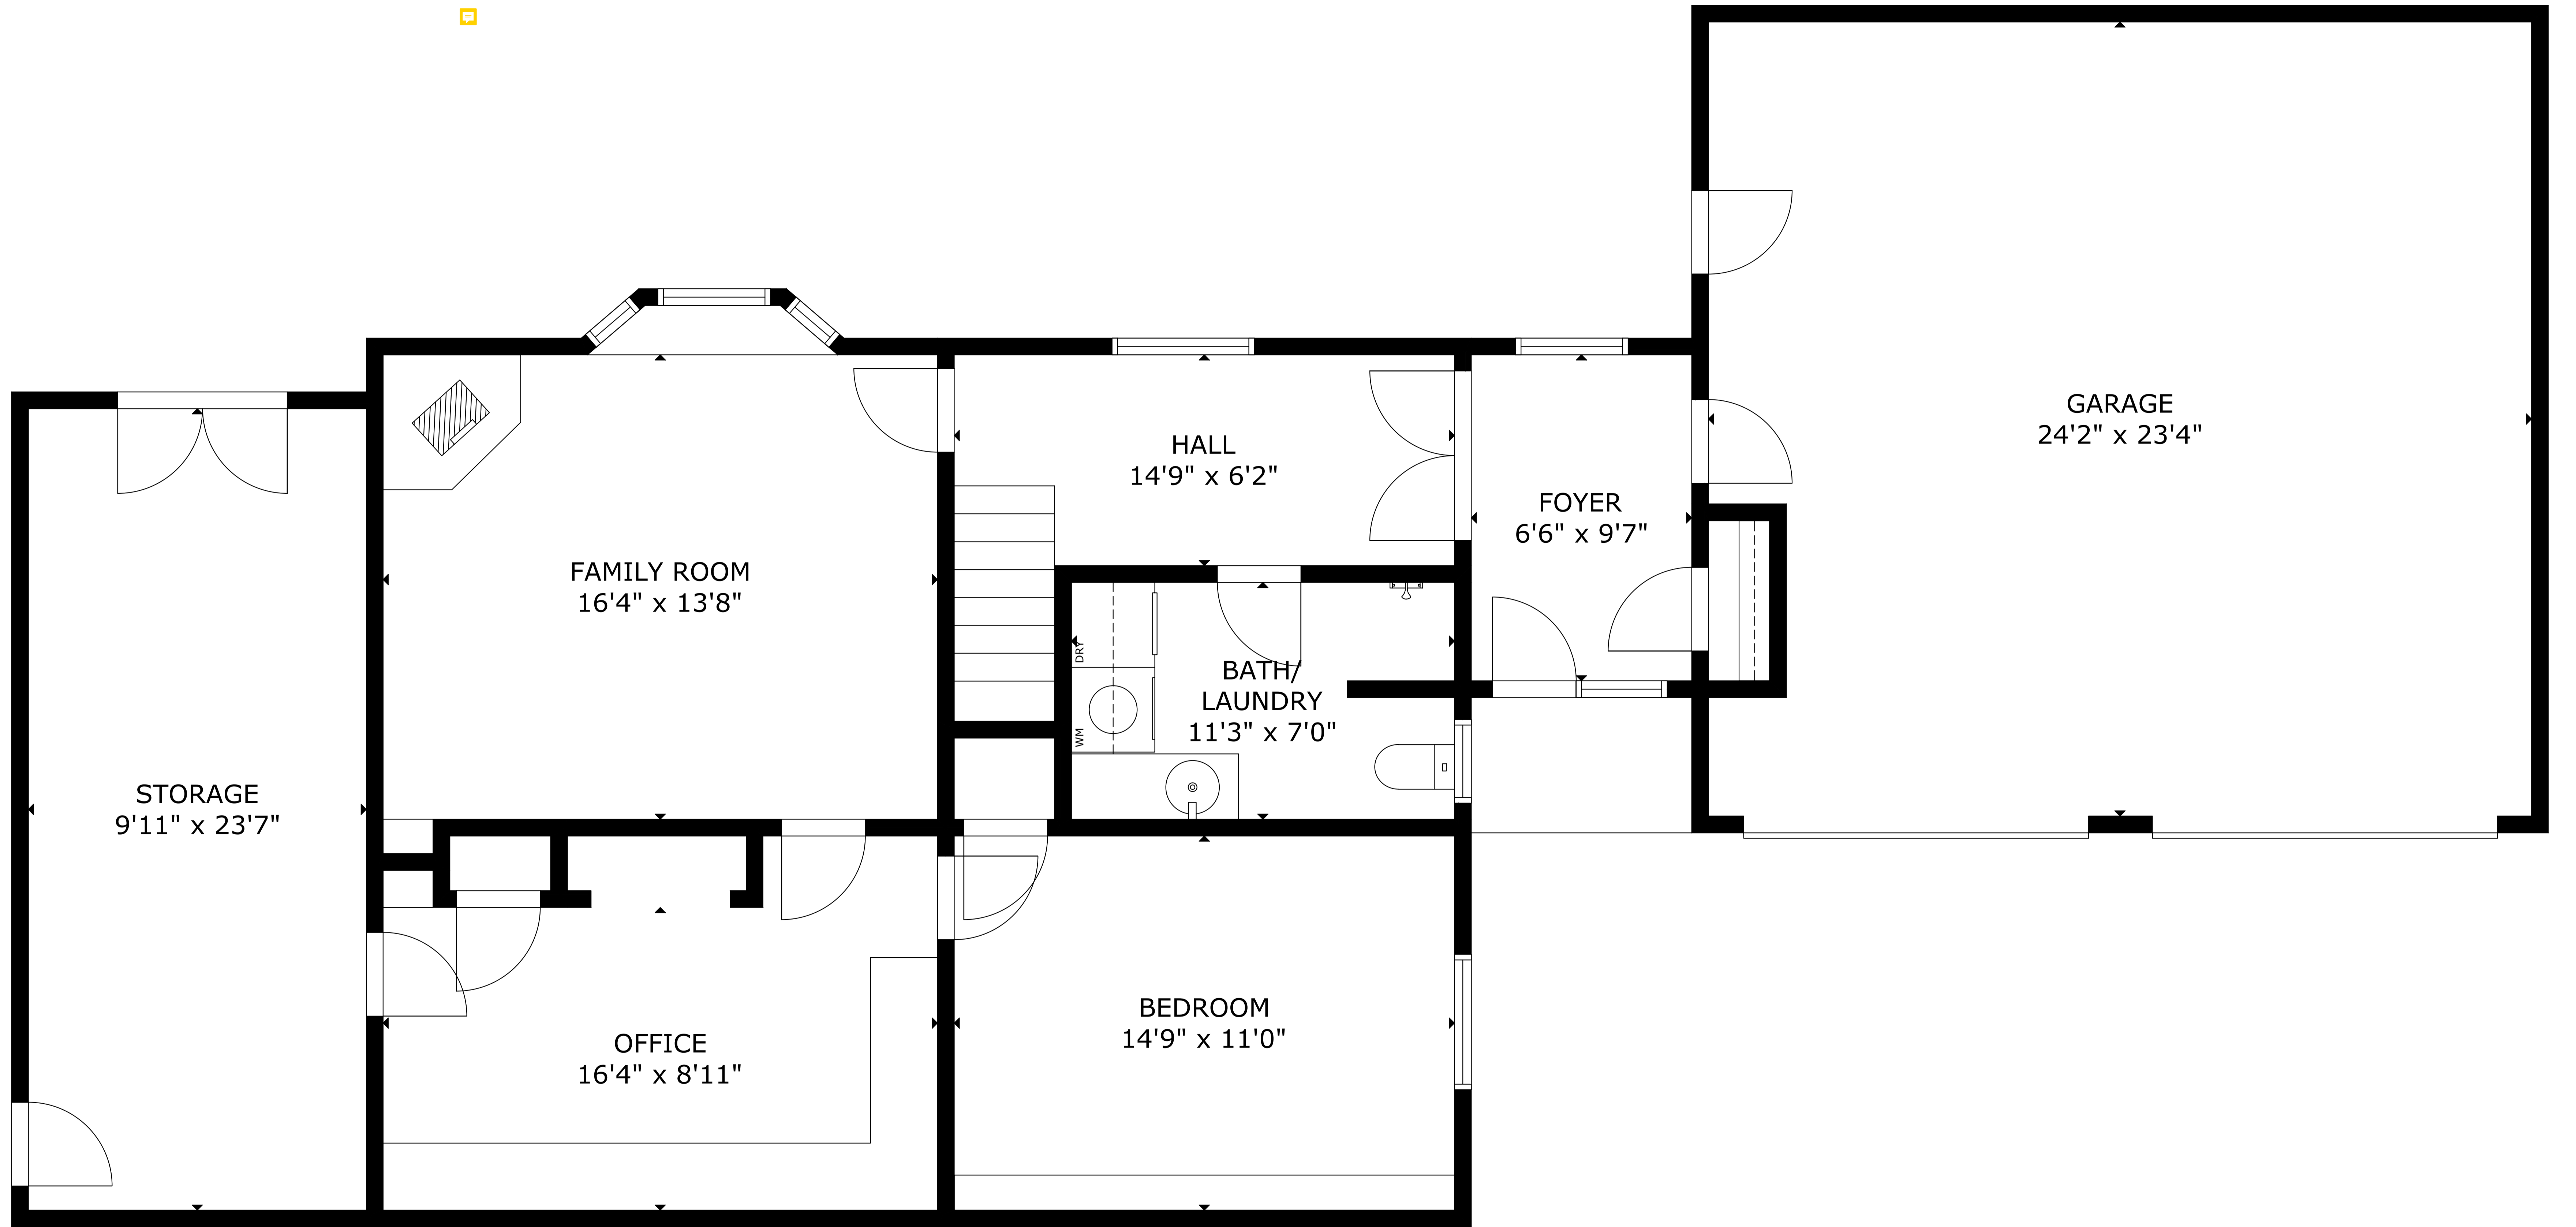 GARAGE
24'2" x 23'4"
HALL
14'9" x 6'2"
FOYER
6'6" x 9'7"
FAMILY ROOM
16'4" x 13'8"
DRY
BATH/
LAUNDRY
11'3" x 7'0"
WM
STORAGE
9'11" x 23'7"
BEDROOM
14'9" x 11'0"
OFFICE
16'4" x 8'11"